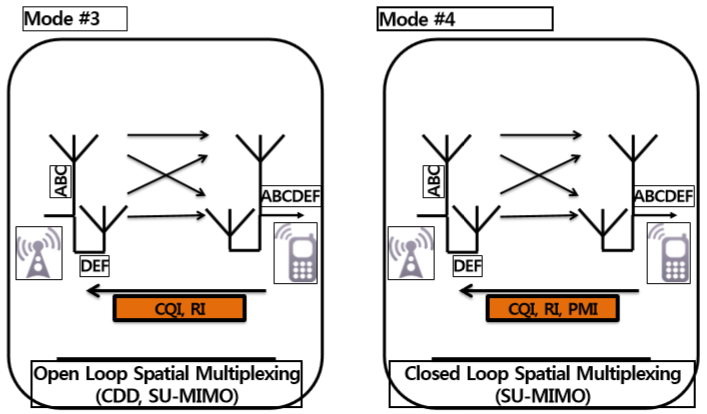 Mode #3
ABC
ABCDEF
DEF
CQI, RI
Open Loop Spatial Multiplexing
(CDD, SU-MIMO)
Mode #4
ABC
ABCDEF
DEF
CQI, RI, PMI
Closed Loop Spatial Multiplexing
(SU-MIMO)